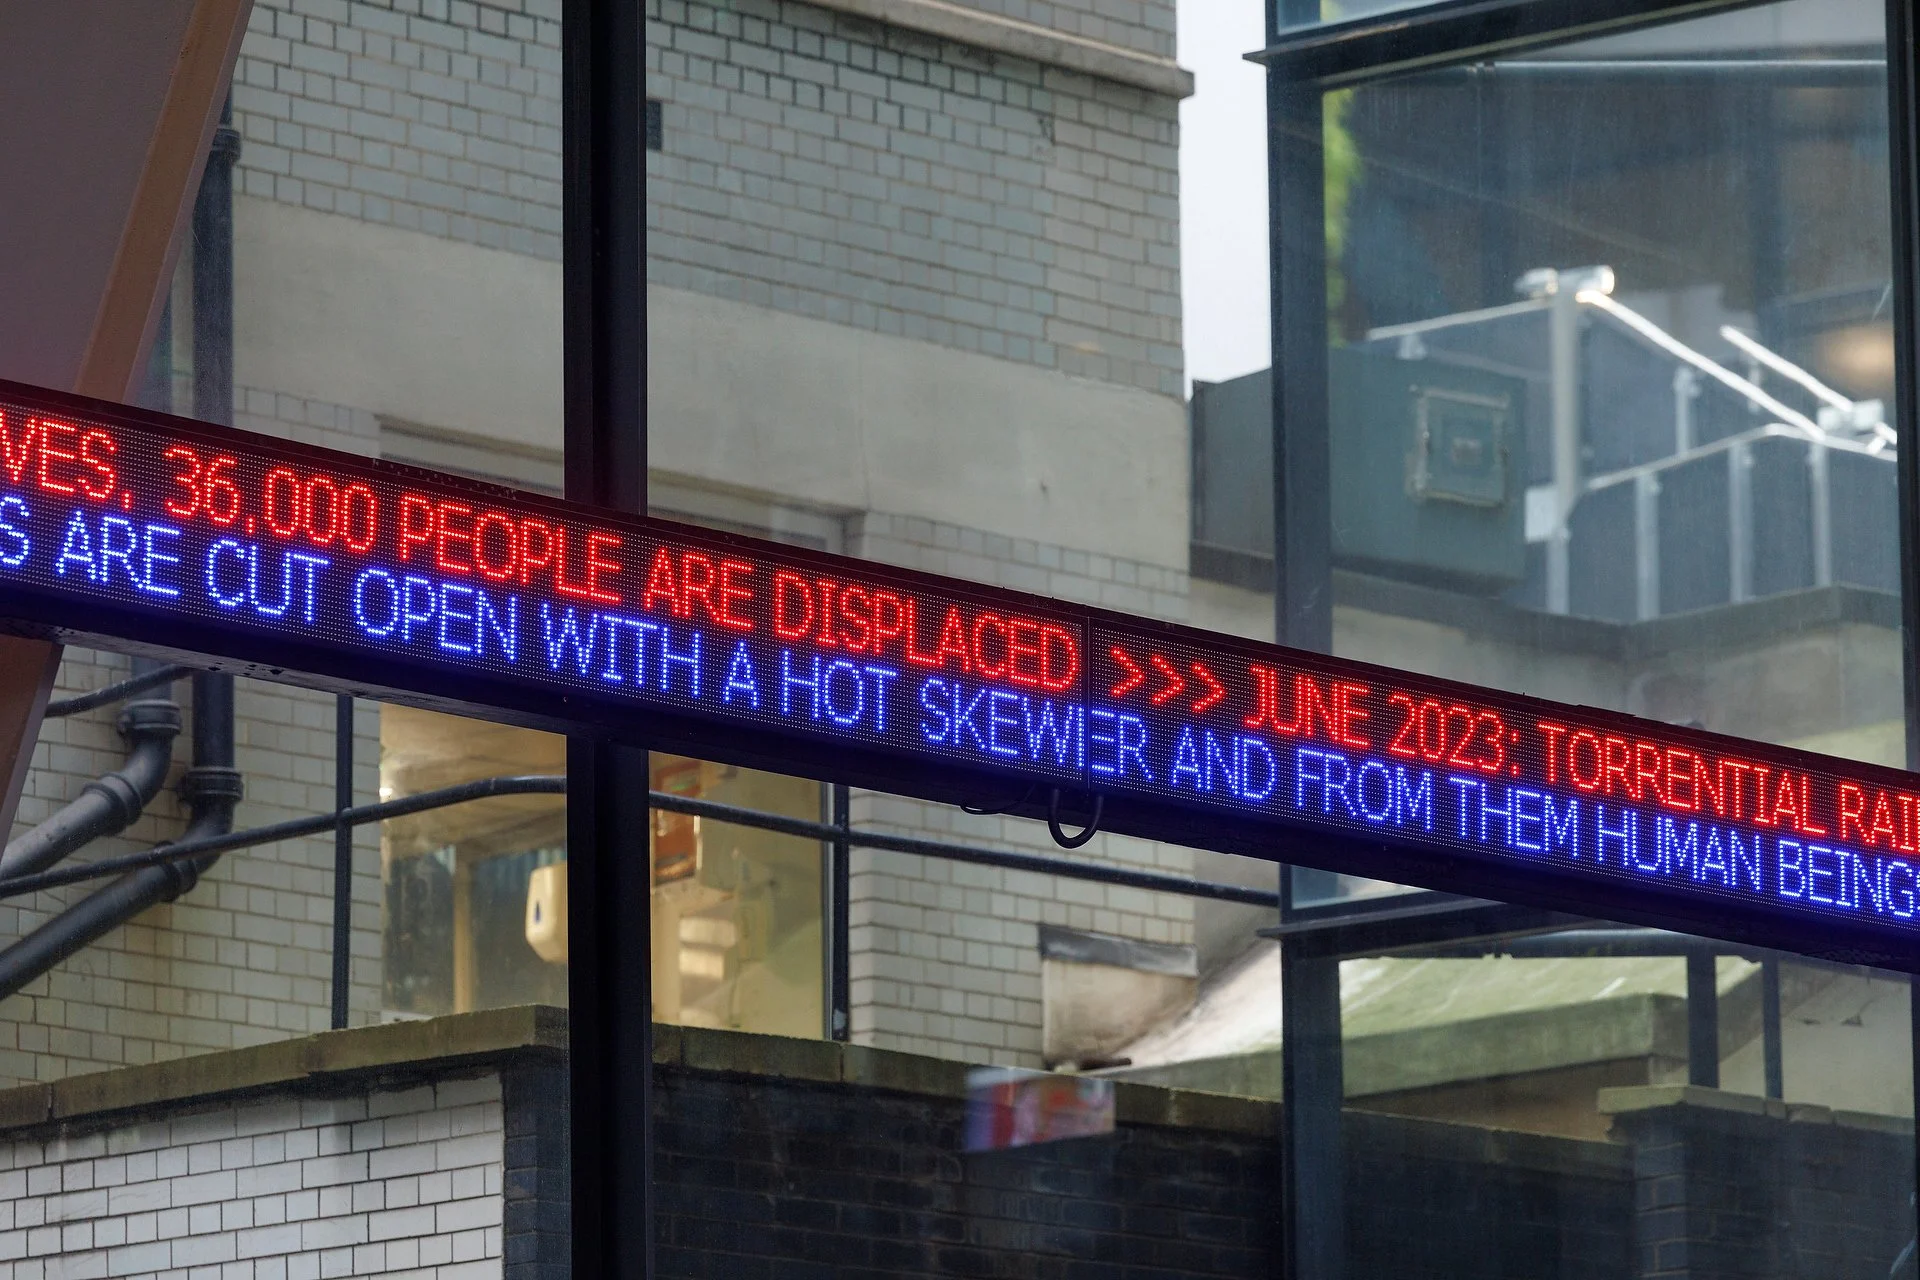 VES, 36,000 PEOPLE ARE DISPLACED >>> JUNE 2023: TORRENTIAL RAI
S ARE CUT OPEN WITH A HOT SKEWER AND FROM THEM HUMAN BEINGS